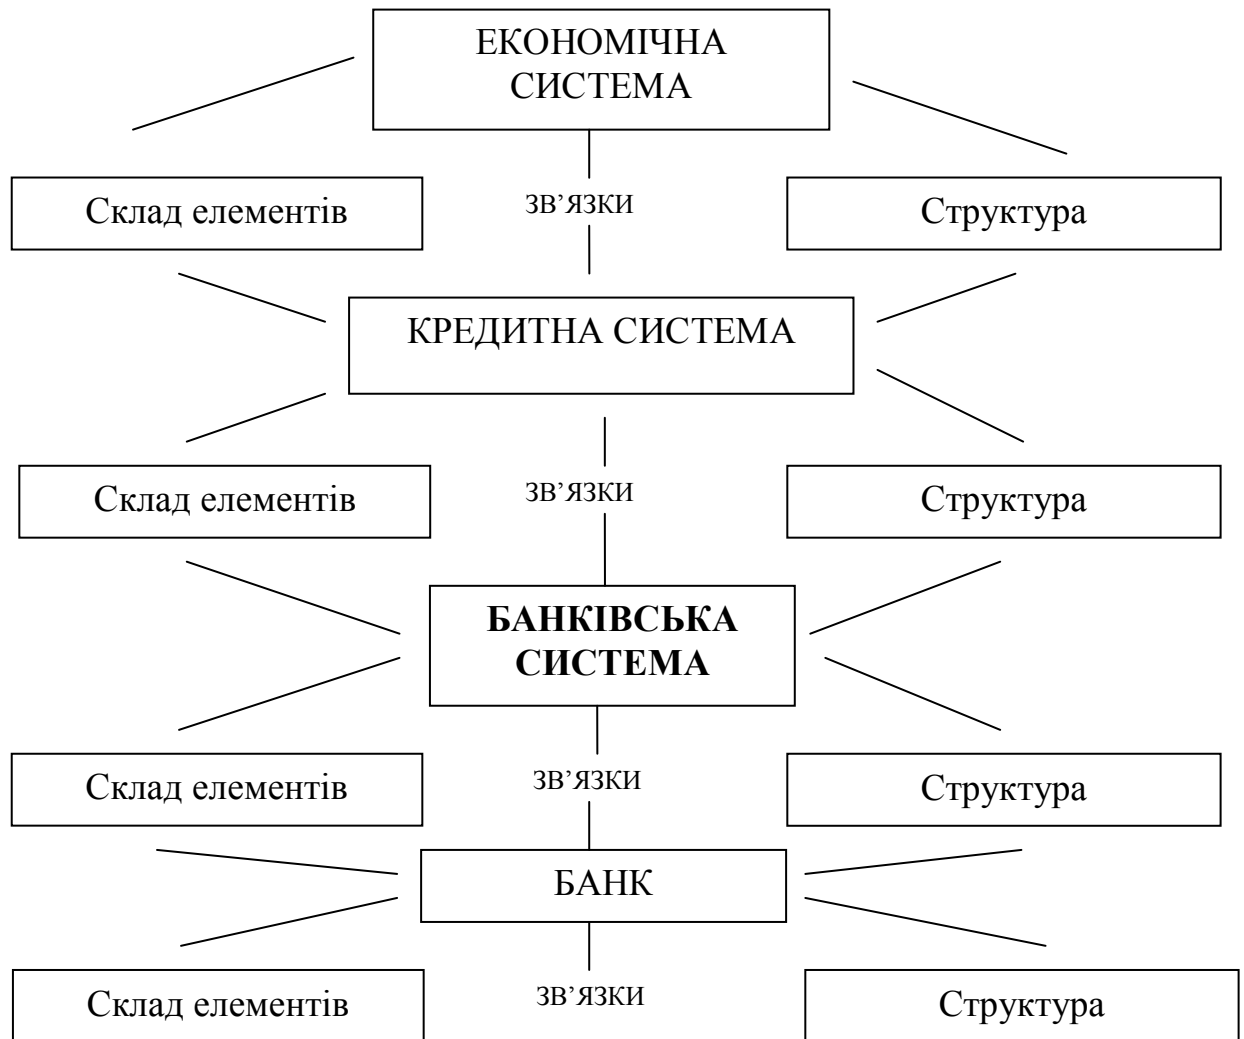 ЕКОНОМІЧНА
СИСТЕМА
Склад елементів
ЗВ’ЯЗКИ
Структура
КРЕДИТНА СИСТЕМА
Склад елементів
ЗВ’ЯЗКИ
Структура
БАНКІВСЬКА
СИСТЕМА
Склад елементів
ЗВ’ЯЗКИ
Структура
БАНК
Склад елементів
ЗВ’ЯЗКИ
Структура